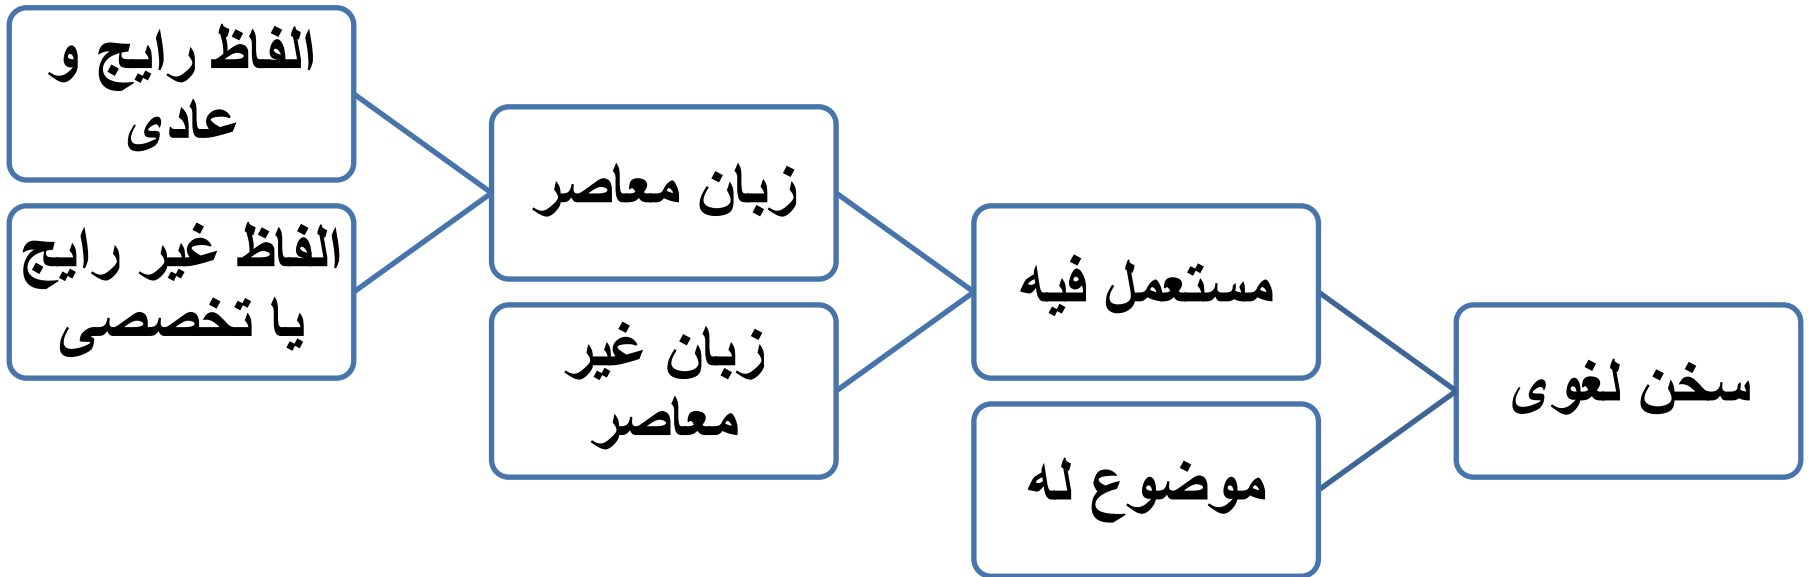 سخن لغوی
مستعمل فیه
موضوع له
زبان معاصر
زبان غیر
معاصر
الفاظ رایج و
عادی
الفاظ غیر رایج
یا تخصصی